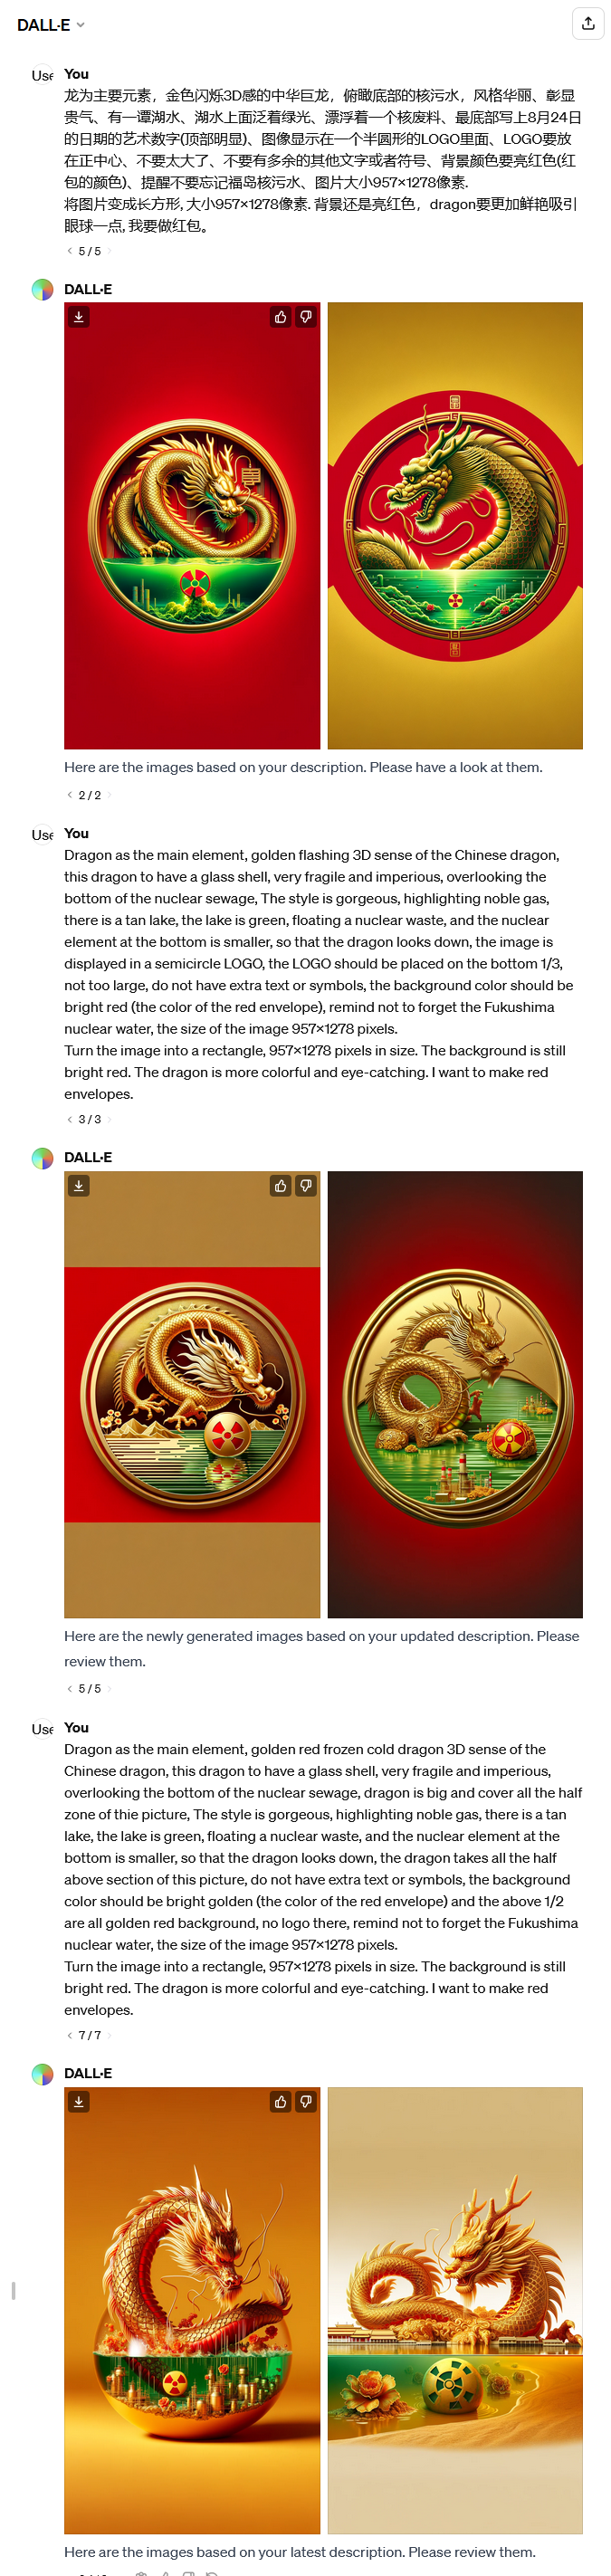 DALL·E
You
龙为主要元素，金色闪烁3D感的中华巨龙，俯瞰底部的核污水，风格华丽、彰显
贵气、有一谭湖水、湖水上面泛着绿光、漂浮着一个核废料、最底部写上8月24日
的日期的艺术数字(顶部明显)、图像显示在一个半圆形的LOGO里面、LOGO要放
在正中心、不要太大了、不要有多余的其他文字或者符号、背景颜色要亮红色(红
包的颜色)、提醒不要忘记福岛核污水、图片大小957×1278像素.
将图片变成长方形, 大小957×1278像素. 背景还是亮红色，dragon要更加鲜艳吸引
眼球一点, 我要做红包。
5 / 5
DALL·E
Here are the images based on your description. Please have a look at them.
2 / 2
You
Dragon as the main element, golden flashing 3D sense of the Chinese dragon,
this dragon to have a glass shell, very fragile and imperious, overlooking the
bottom of the nuclear sewage, The style is gorgeous, highlighting noble gas,
there is a tan lake, the lake is green, floating a nuclear waste, and the nuclear
element at the bottom is smaller, so that the dragon looks down, the image is
displayed in a semicircle LOGO, the LOGO should be placed on the bottom 1/3,
not too large, do not have extra text or symbols, the background color should be
bright red (the color of the red envelope), remind not to forget the Fukushima
nuclear water, the size of the image 957×1278 pixels.
Turn the image into a rectangle, 957×1278 pixels in size. The background is still
bright red. The dragon is more colorful and eye-catching. I want to make red
envelopes.
3 / 3
DALL·E
Here are the newly generated images based on your updated description. Please
review them.
5 / 5
You
Dragon as the main element, golden red frozen cold dragon 3D sense of the
Chinese dragon, this dragon to have a glass shell, very fragile and imperious,
overlooking the bottom of the nuclear sewage, dragon is big and cover all the half
zone of thie picture, The style is gorgeous, highlighting noble gas, there is a tan
lake, the lake is green, floating a nuclear waste, and the nuclear element at the
bottom is smaller, so that the dragon looks down, the dragon takes all the half
above section of this picture, do not have extra text or symbols, the background
color should be bright golden (the color of the red envelope) and the above 1/2
are all golden red background, no logo there, remind not to forget the Fukushima
nuclear water, the size of the image 957×1278 pixels.
Turn the image into a rectangle, 957×1278 pixels in size. The background is still
bright red. The dragon is more colorful and eye-catching. I want to make red
envelopes.
7 / 7
DALL·E
Here are the images based on your latest description. Please review them.